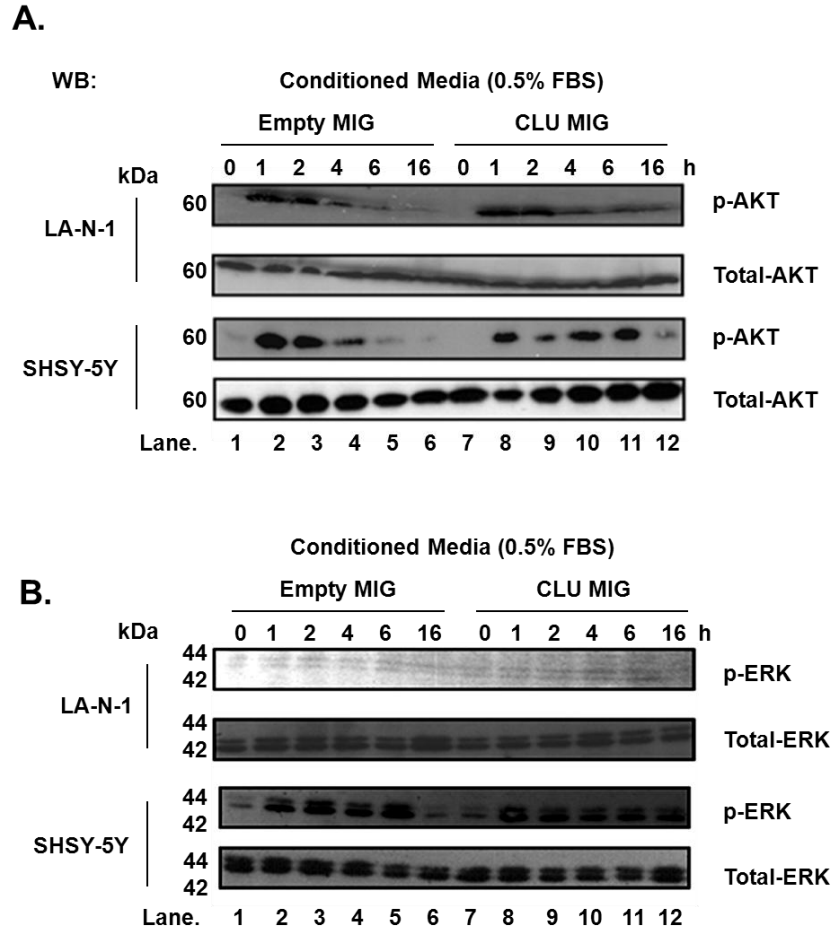 A.
WB: Conditioned Media (0.5% FBS)
Empty MIG CLU MIG
0 1 2 4 6 16 0 1 2 4 6 16 h
kDa
60 p-AKT
LA-N-1
60 Total-AKT
60 p-AKT
SHSY-5Y
60 Total-AKT
Lane. 1 2 3 4 5 6 7 8 9 10 11 12
Conditioned Media (0.5% FBS)
B. Empty MIG CLU MIG
kDa 0 1 2 4 6 16 0 1 2 4 6 16 h
44
42 p-ERK
LA-N-1
44
42 Total-ERK
44
42 p-ERK
SHSY-5Y
44
42 Total-ERK
Lane. 1 2 3 4 5 6 7 8 9 10 11 12